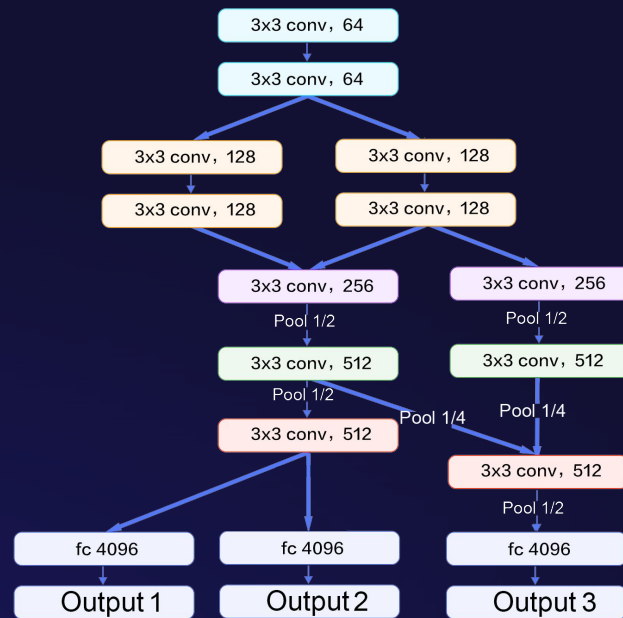 3x3 conv, 64
3x3 conv, 64
3x3 conv, 128
3x3 conv, 128
3x3 conv, 128
3x3 conv, 128
3x3 conv, 256
3x3 conv, 256
Pool 1/2
Pool 1/2
3x3 conv, 512
3x3 conv, 512
Pool 1/2
Pool 1/4
Pool 1/4
3x3 conv, 512
3x3 conv, 512
Pool 1/2
fc 4096
fc 4096
fc 4096
Output 1
Output 2
Output 3